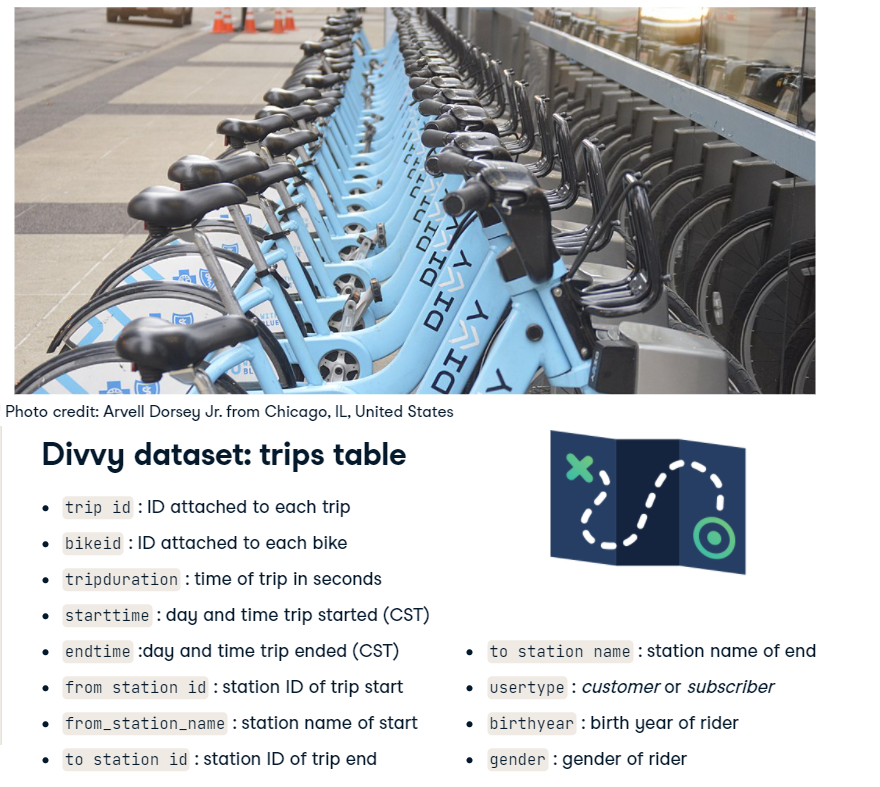 DIVVY
DIVVY
DIVVY
Photo credit: Arvell Dorsey Jr. from Chicago, IL, United States
Divvy dataset: trips table
trip id : ID attached to each trip
bikeid : ID attached to each bike
tripduration : time of trip in seconds
starttime : day and time trip started (CST)
endtime :day and time trip ended (CST)
from station id : station ID of trip start
from_station_name : station name of start
to station id : station ID of trip end
to station name : station name of end
usertype : customer or subscriber
birthyear : birth year of rider
gender : gender of rider